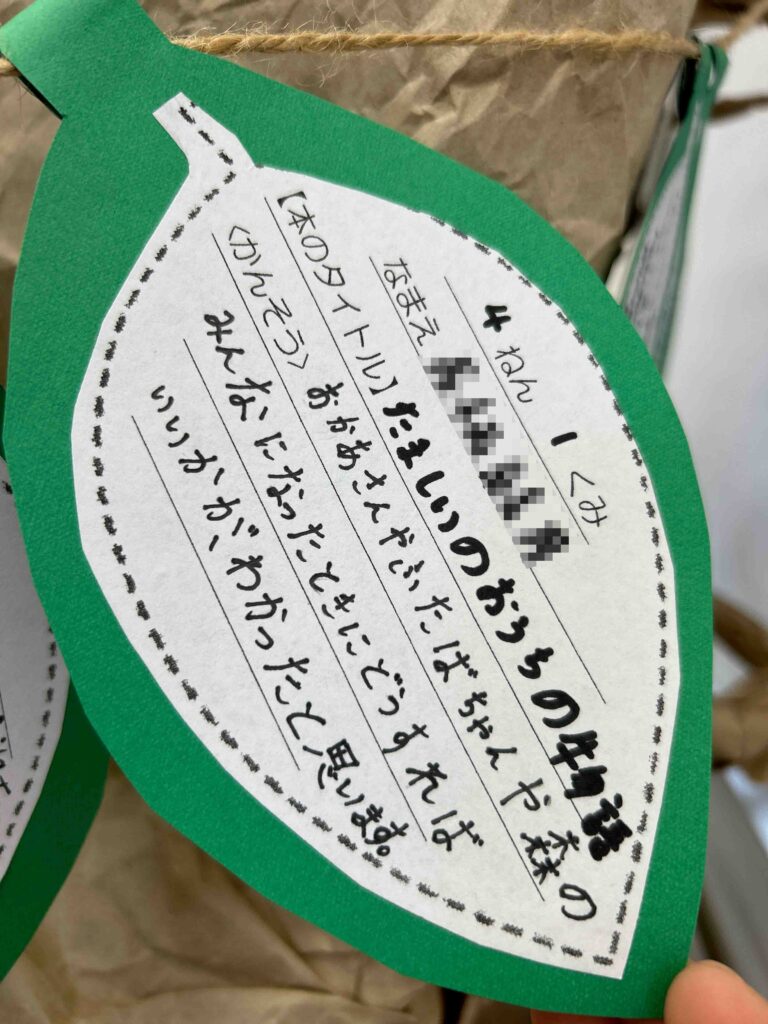 4ねん 1くみ
なまえ
【本のタイトル】たましいのおうちの物語
〈かんそう〉おかあさんやふたばちゃんや森の
みんなになったときにどうすれば
いいかが、わかったと思います。